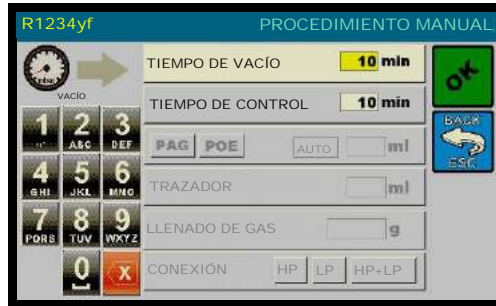 R1234yf PROCEDIMIENTO MANUAL
TIEMPO DE VACÍO 10 min
VACÍO
TIEMPO DE CONTROL 10 min
OK
1 2 ABC 3 DEF
PAG POE AUTO ml
BACK
ESC
4 GHI 5 JKL 6 MNO
TRAZADOR ml
7 PQRS 8 TUV 9 WXYZ
LLENADO DE GAS g
0 X
CONEXIÓN HP LP HP+LP